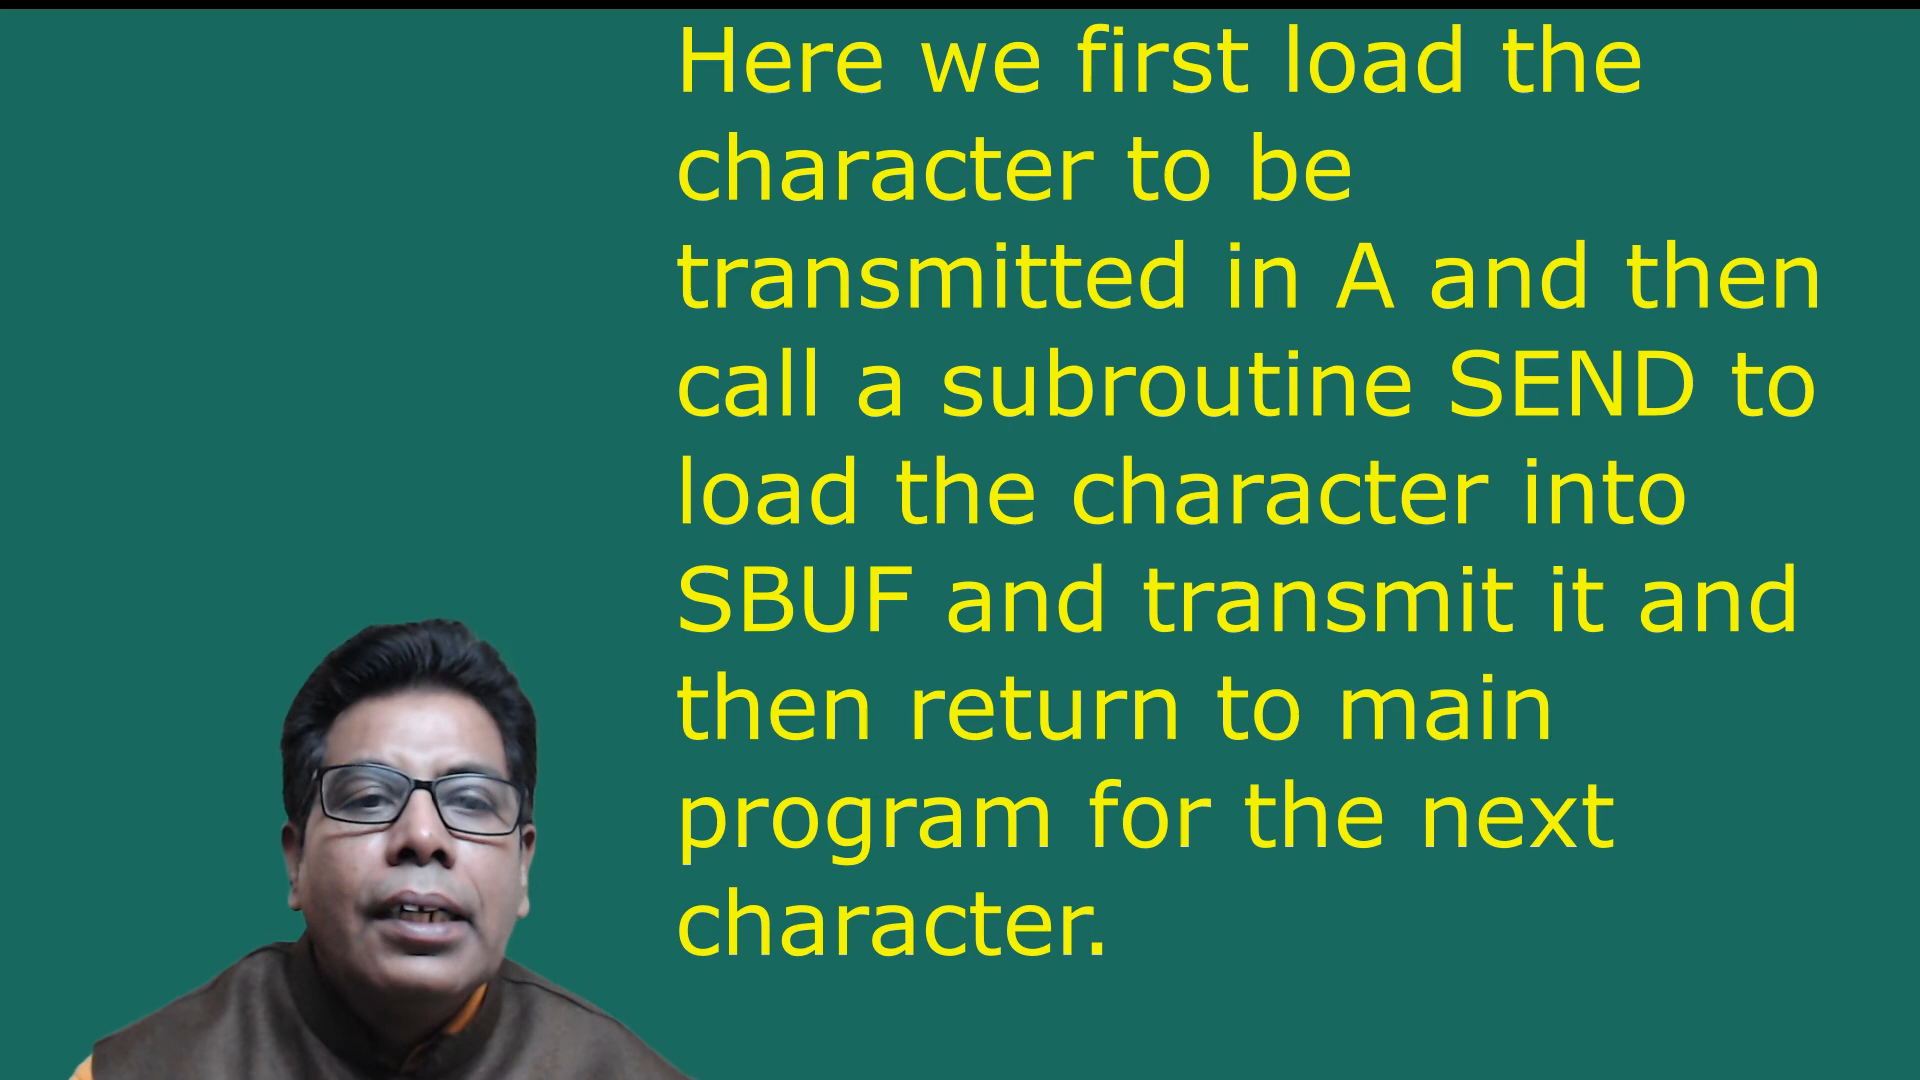 Here we first load the
character to be
transmitted in A and then
call a subroutine SEND to
load the character into
SBUF and transmit it and
then return to main
program for the next
character.